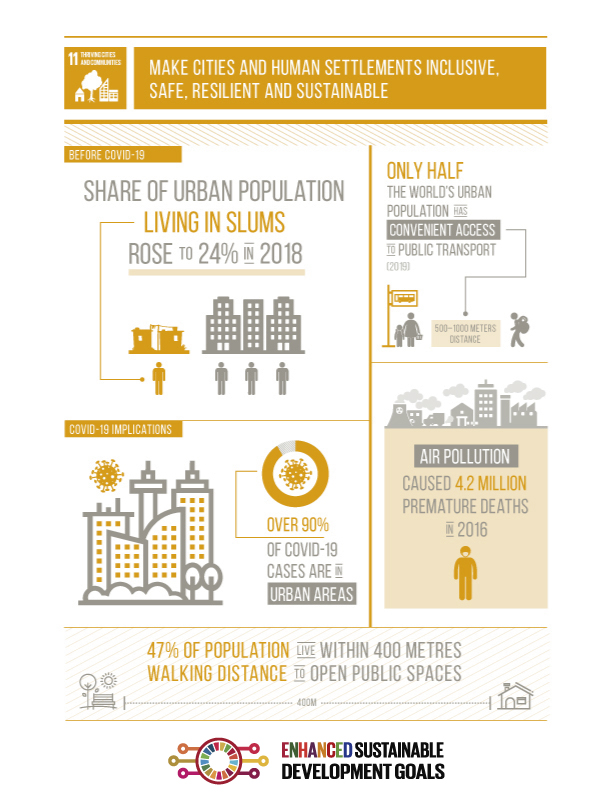 11 THRIVING CITIES
AND COMMUNITIES
MAKE CITIES AND HUMAN SETTLEMENTS INCLUSIVE,
SAFE, RESILIENT AND SUSTAINABLE
BEFORE COVID-19
SHARE OF URBAN POPULATION
LIVING IN SLUMS
ROSE TO 24% IN 2018
ONLY HALF
THE WORLD'S URBAN
POPULATION HAS
CONVENIENT ACCESS
TO PUBLIC TRANSPORT
(2019)
500–1000 METERS
DISTANCE
COVID-19 IMPLICATIONS
OVER 90%
OF COVID-19
CASES ARE IN
URBAN AREAS
AIR POLLUTION
CAUSED 4.2 MILLION
PREMATURE DEATHS
IN 2016
47% OF POPULATION LIVE WITHIN 400 METRES
WALKING DISTANCE TO OPEN PUBLIC SPACES
400M
ENHANCED SUSTAINABLE
DEVELOPMENT GOALS